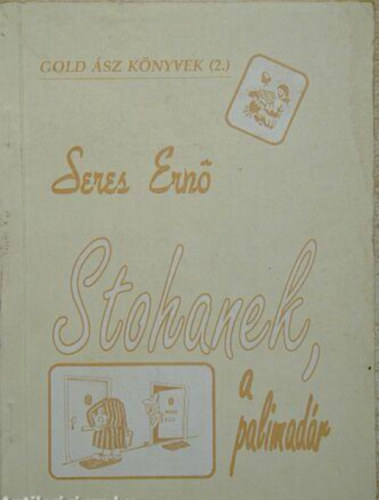 GOLD ÁSZ KÖNYVEK (2.)
Seres Ernő
Stohanek,
a
palimadár